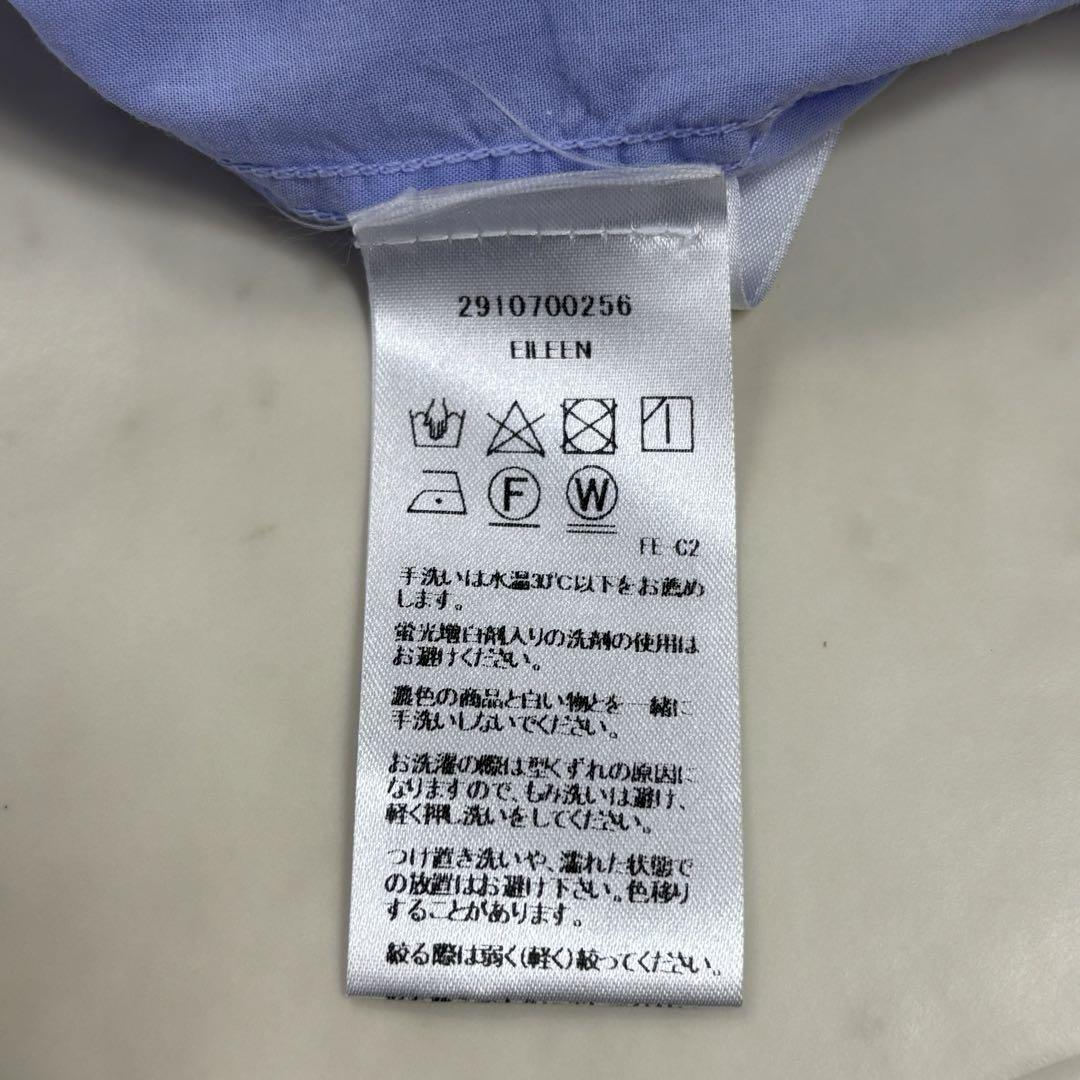 2910700256
EILEEN
F W
FE-C2
手洗いは水温30℃以下をお薦め
します。
蛍光増白剤入りの洗剤の使用は
お避けください。
濃色の商品と白い物とを一緒に
手洗いしないでください。
お洗濯の際は型くずれの原因に
なりますので、もみ洗いは避け、
軽く押し洗いをしてください。
つけ置き洗いや、濡れた状態で
の放置はお避け下さい。色移り
することがあります。
絞る際は弱く(軽く)絞ってください。